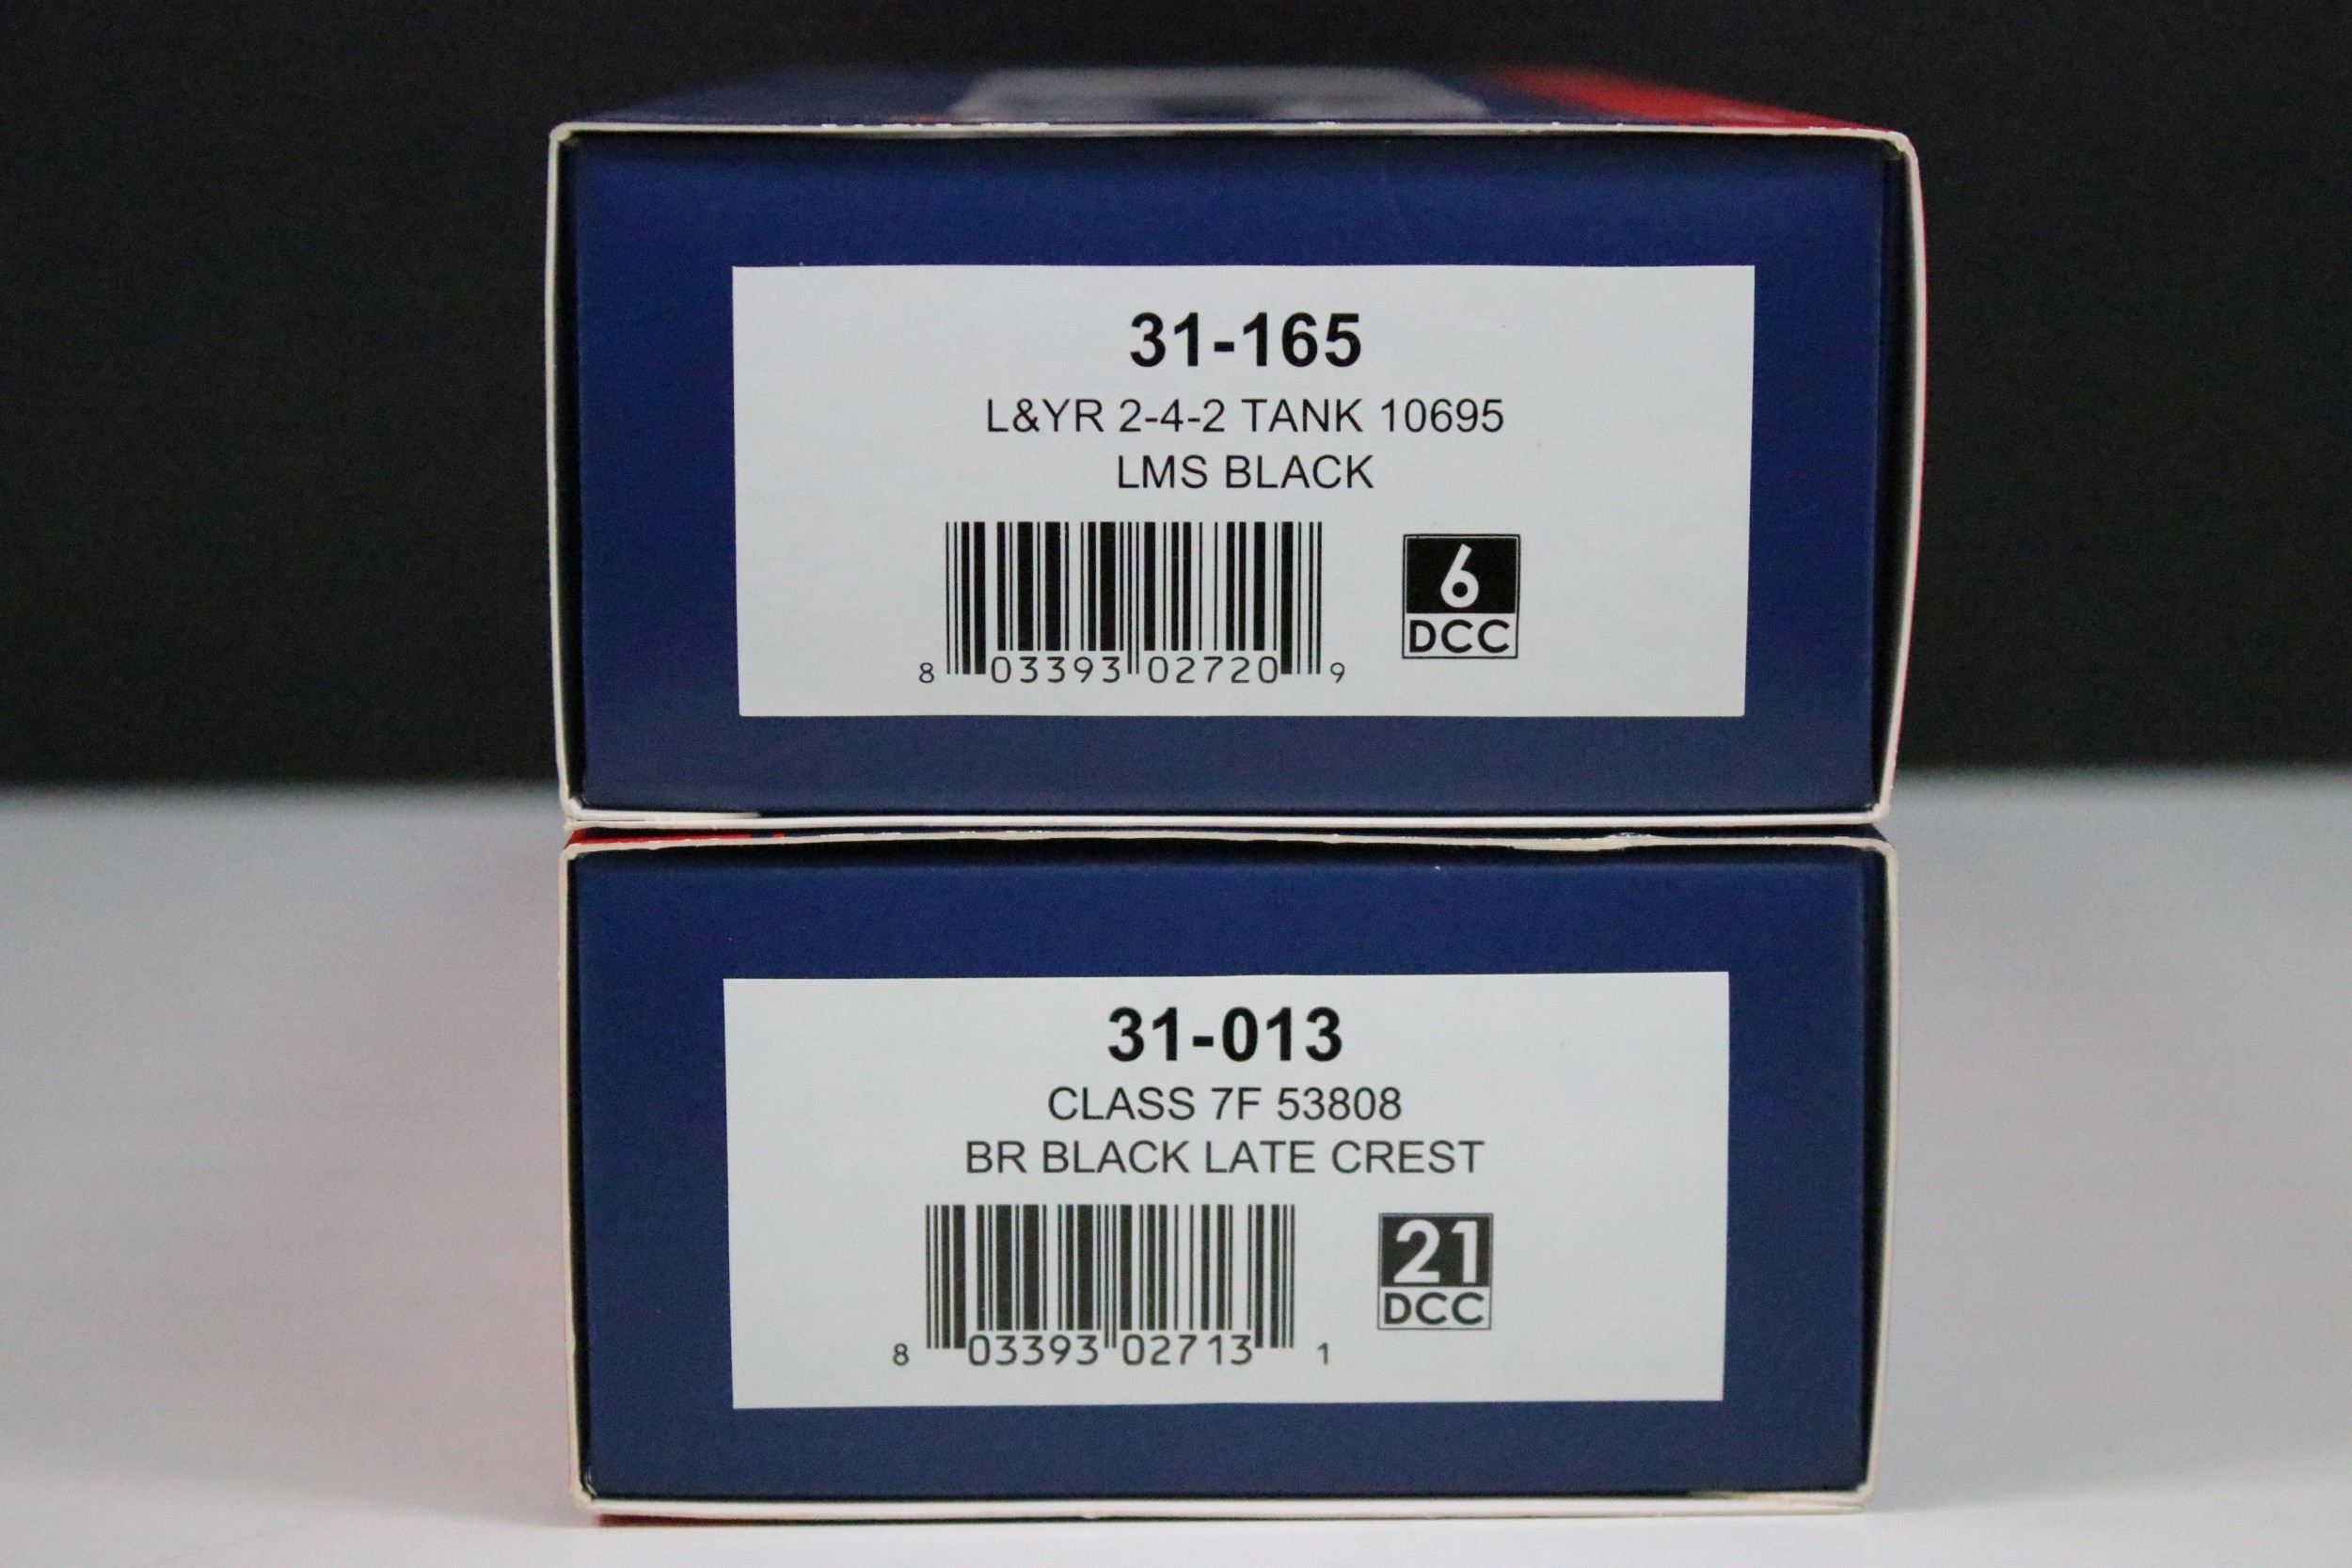 31-165
L&YR 2-4-2 TANK 10695
LMS BLACK
6
DCC
8 03393 02720 9
31-013
CLASS 7F 53808
BR BLACK LATE CREST
21
DCC
8 03393 02713 1